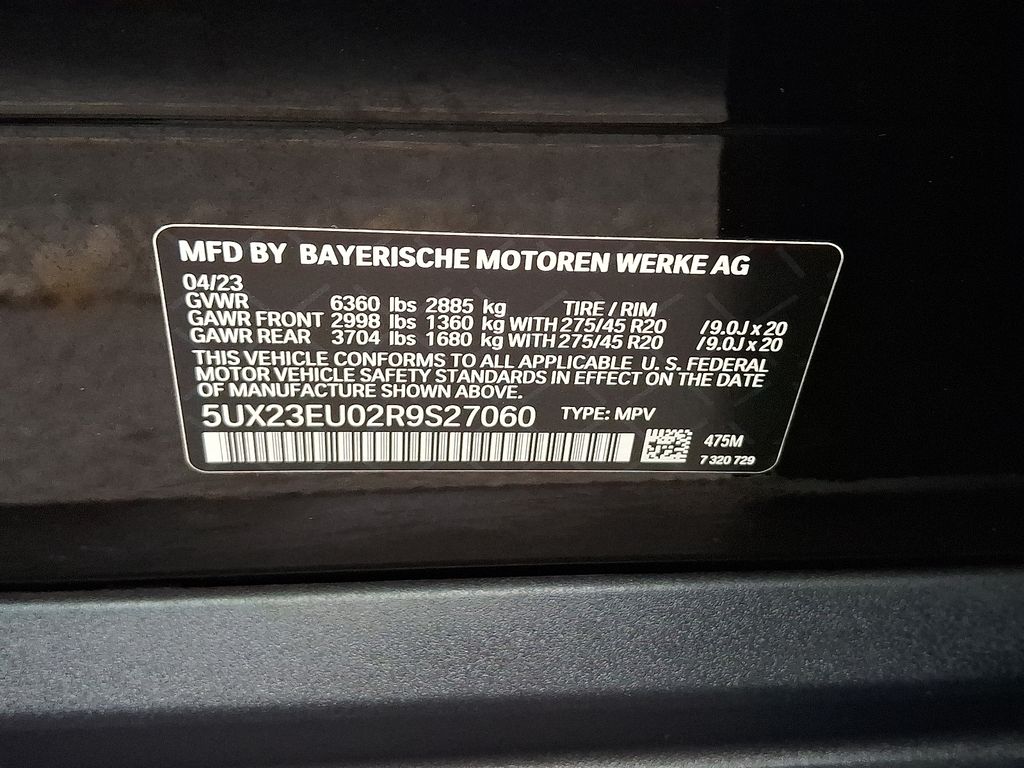 MFD BY BAYERISCHE MOTOREN WERKE AG
04/23
GVWR 6360 lbs 2885 kg TIRE / RIM
GAWR FRONT 2998 lbs 1360 kg WITH 275/45 R20 /9.0J x 20
GAWR REAR 3704 lbs 1680 kg WITH 275/45 R20 /9.0J x 20
THIS VEHICLE CONFORMS TO ALL APPLICABLE U. S. FEDERAL
MOTOR VEHICLE SAFETY STANDARDS IN EFFECT ON THE DATE
OF MANUFACTURE SHOWN ABOVE.
5UX23EU02R9S27060 TYPE: MPV
475M
7 320 729